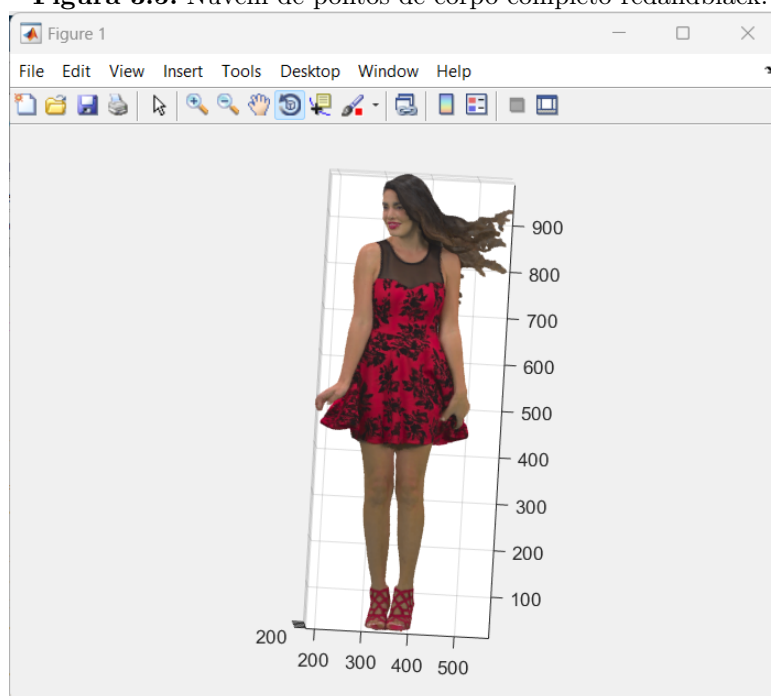 Figura 3.3: Nuvem de pontos de corpo completo redandblack.
Figure 1
File Edit View Insert Tools Desktop Window Help
900
800
700
600
500
400
300
200
100
200
200 300 400 500